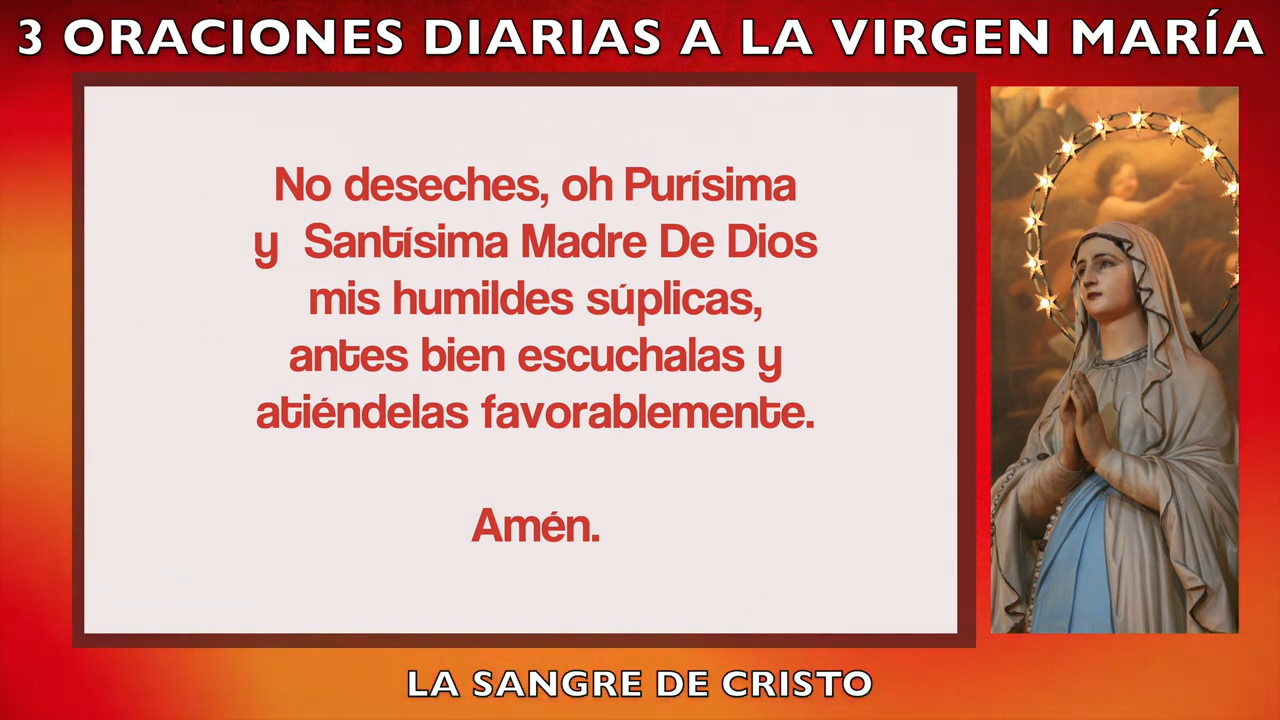 3 ORACIONES DIARIAS A LA VIRGEN MARÍA
No deseches, oh Purísima
y Santísima Madre De Dios
mis humildes súplicas,
antes bien escuchalas y
atiéndelas favorablemente.
Amén.
LA SANGRE DE CRISTO